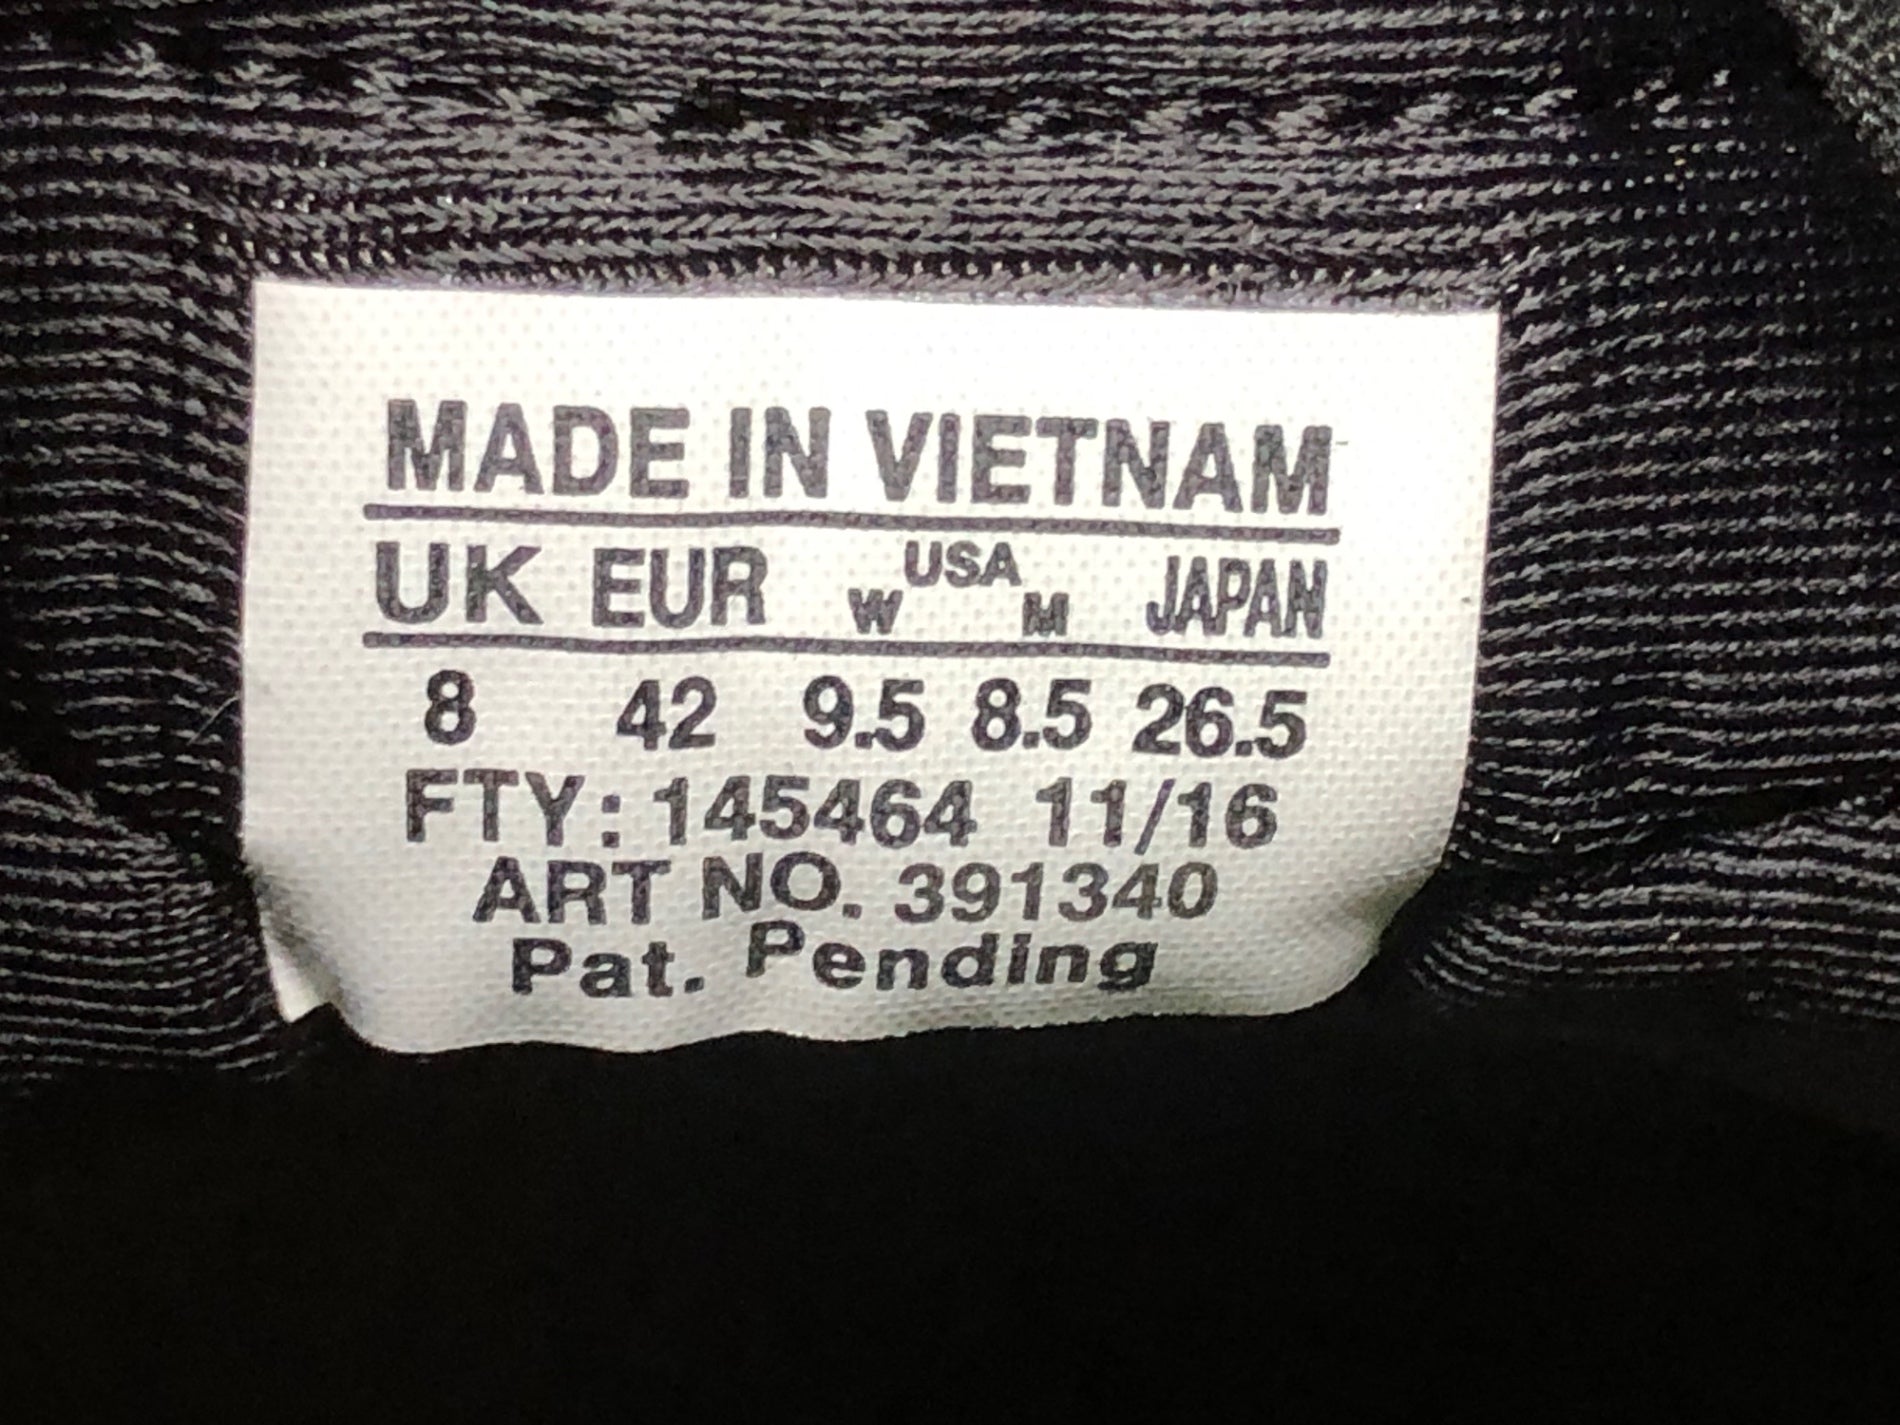 MADE IN VIETNAM
UK EUR W USA M JAPAN
8 42 9.5 8.5 26.5
FTY: 145464 11/16
ART NO. 391340
Pat. Pending